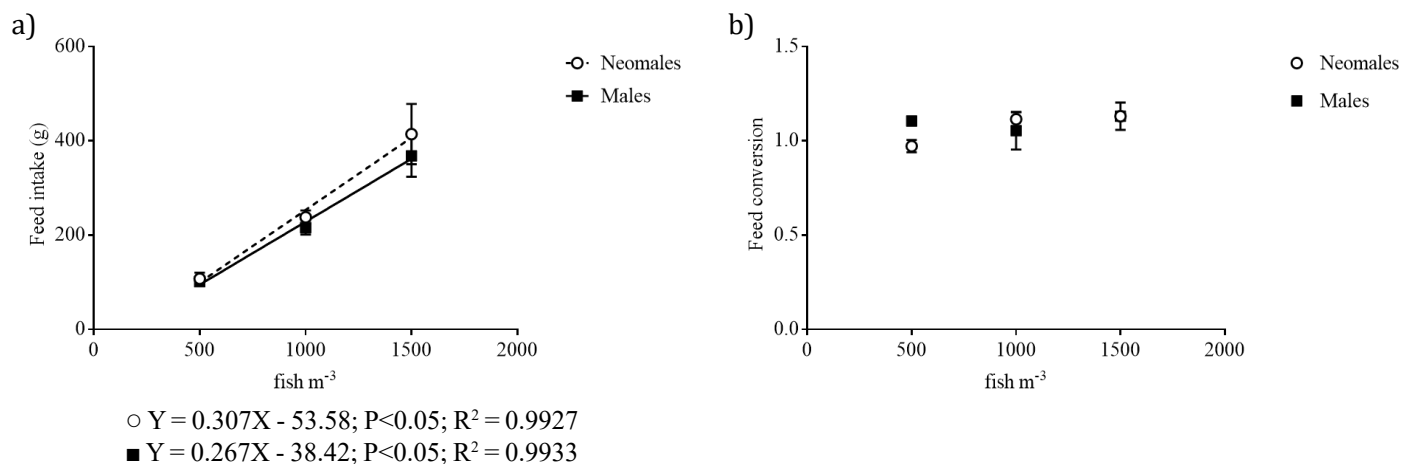 a)
600
400
200
0
Feed intake (g)
0 500 1000 1500 2000
fish m⁻³
Neomales
Males
○ Y = 0.307X - 53.58; P<0.05; R² = 0.9927
■ Y = 0.267X - 38.42; P<0.05; R² = 0.9933
b)
1.5
1.0
0.5
0.0
Feed conversion
0 500 1000 1500 2000
fish m⁻³
Neomales
Males